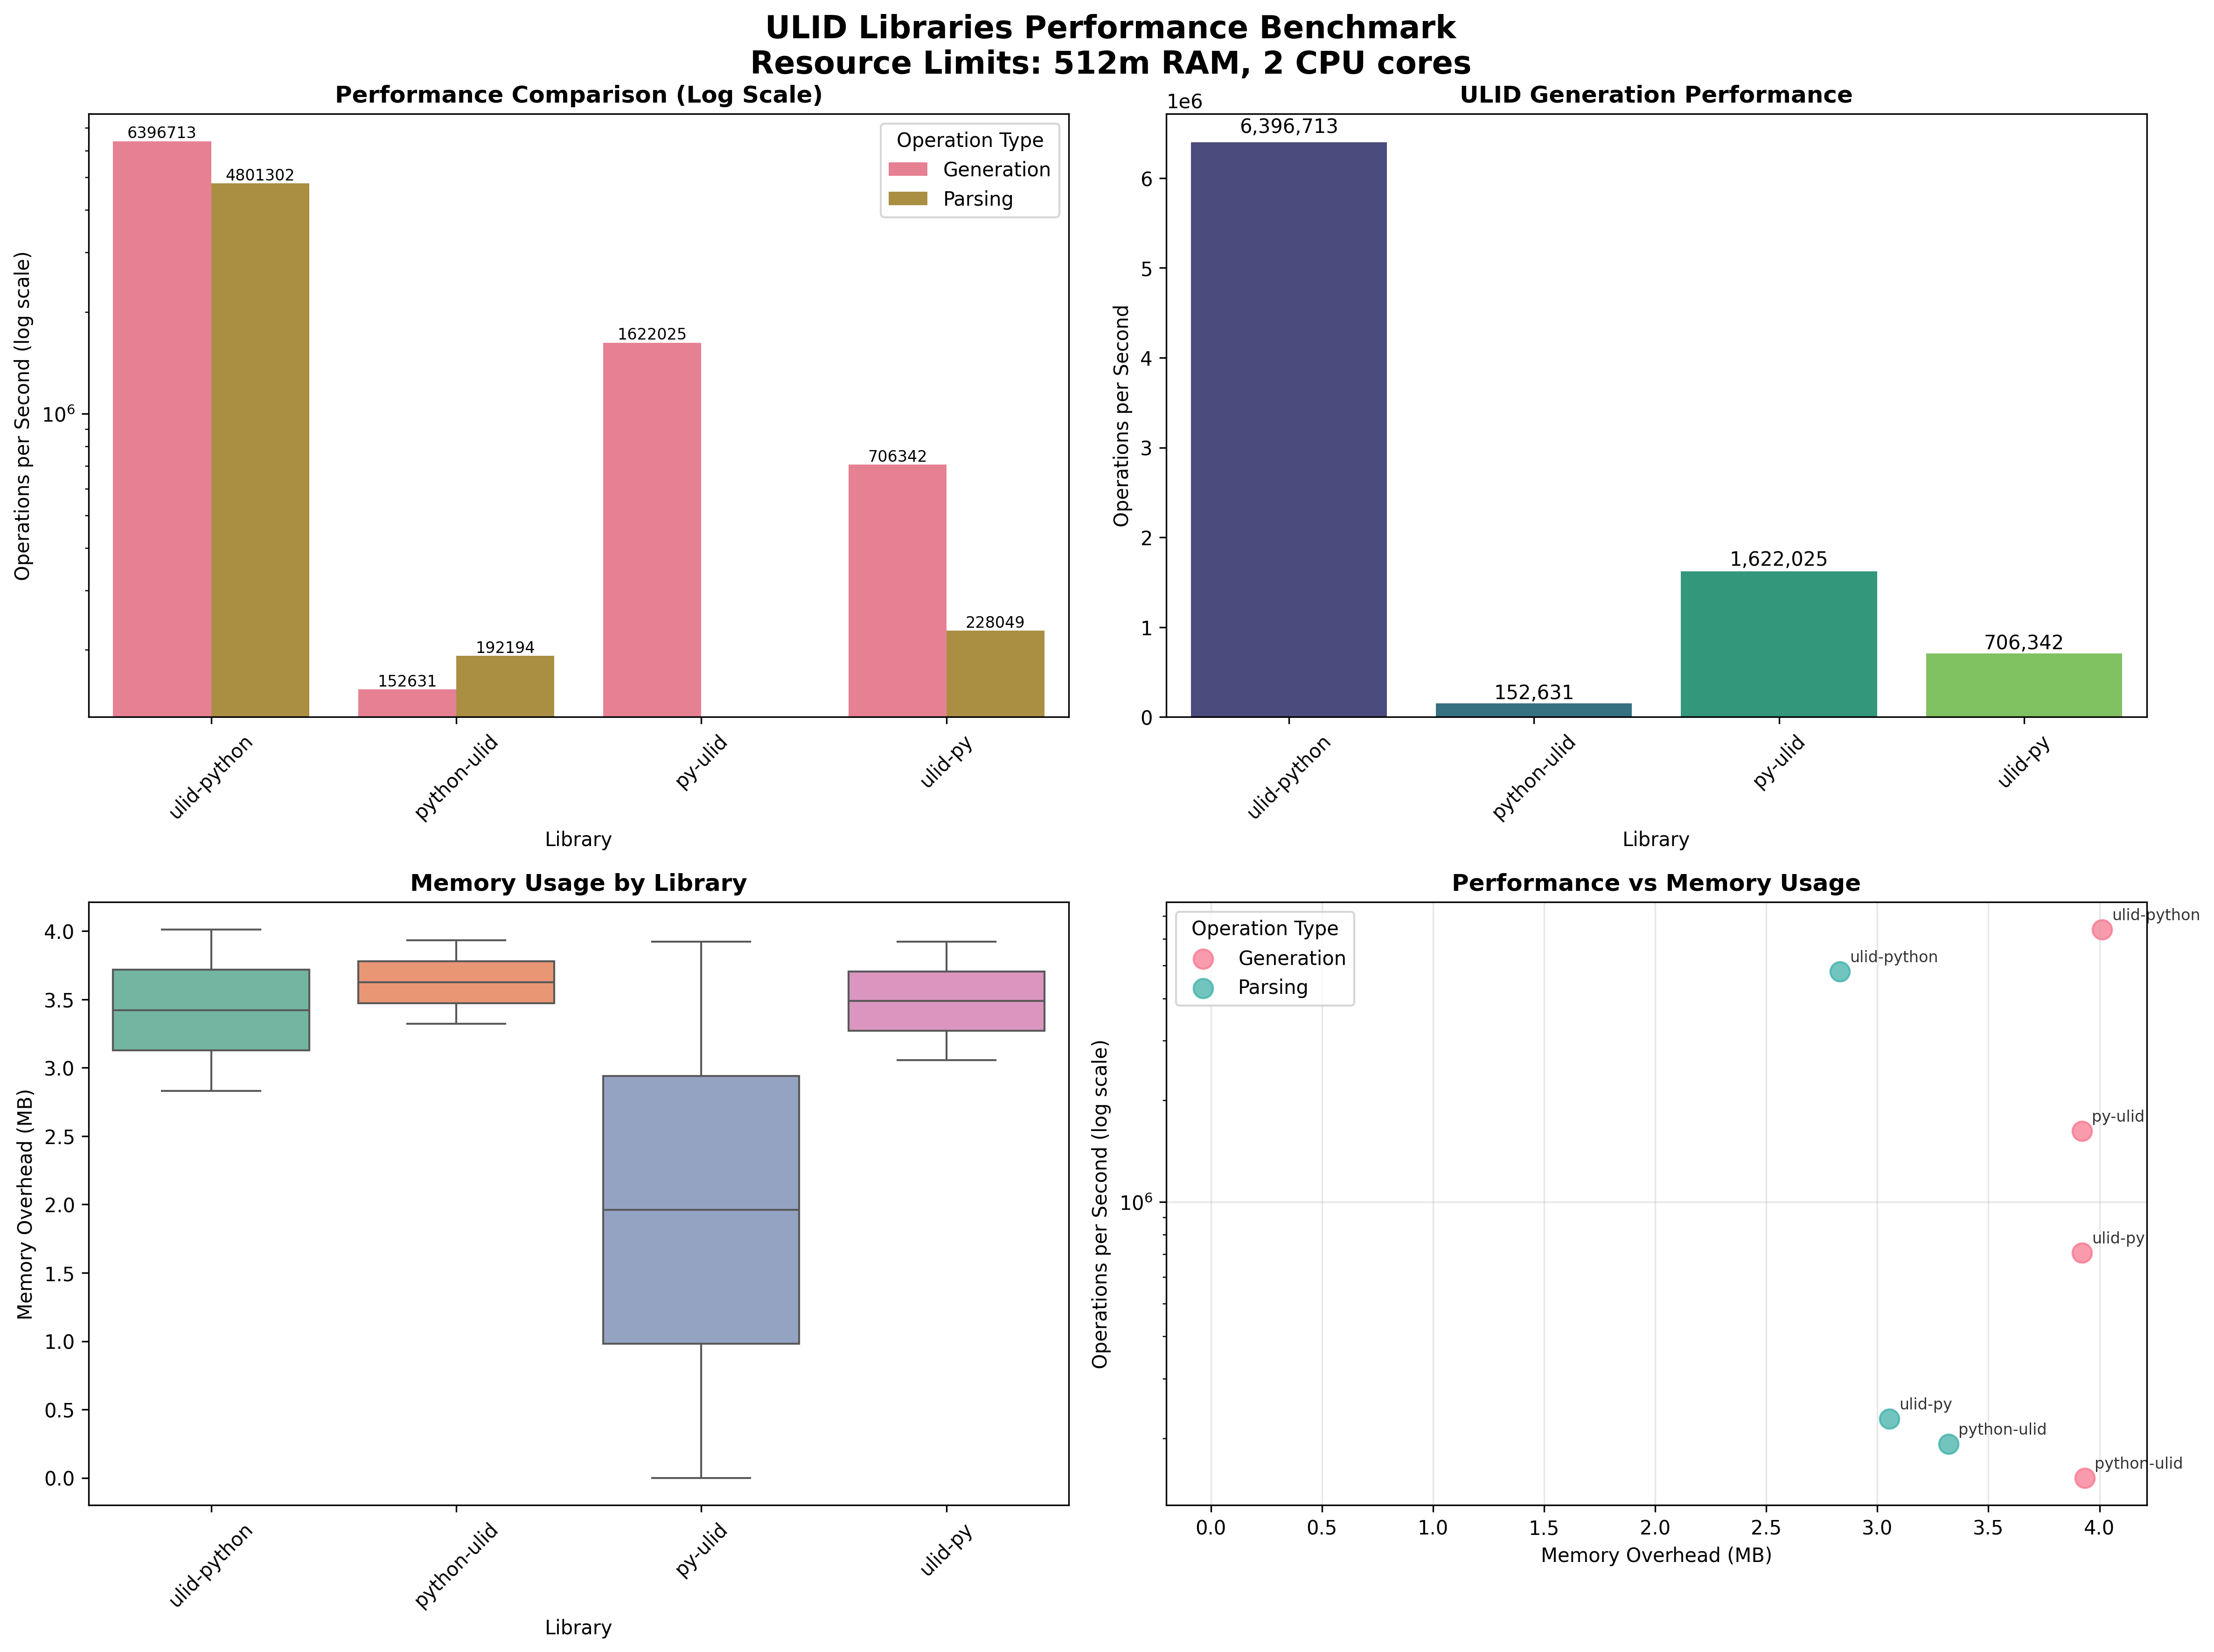 ULID Libraries Performance Benchmark
Resource Limits: 512m RAM, 2 CPU cores
Performance Comparison (Log Scale)
Operations per Second (log scale)
10⁶
6396713
4801302
152631
192194
1622025
706342
228049
Operation Type
Generation
Parsing
ulid-python
python-ulid
py-ulid
ulid-py
Library
ULID Generation Performance
1e6
Operations per Second
6
5
4
3
2
1
0
6,396,713
152,631
1,622,025
706,342
ulid-python
python-ulid
py-ulid
ulid-py
Library
Memory Usage by Library
Memory Overhead (MB)
4.0
3.5
3.0
2.5
2.0
1.5
1.0
0.5
0.0
ulid-python
python-ulid
py-ulid
ulid-py
Library
Performance vs Memory Usage
Operations per Second (log scale)
10⁶
Operation Type
Generation
Parsing
ulid-python
ulid-python
py-ulid
ulid-py
ulid-py
python-ulid
python-ulid
0.0 0.5 1.0 1.5 2.0 2.5 3.0 3.5 4.0
Memory Overhead (MB)